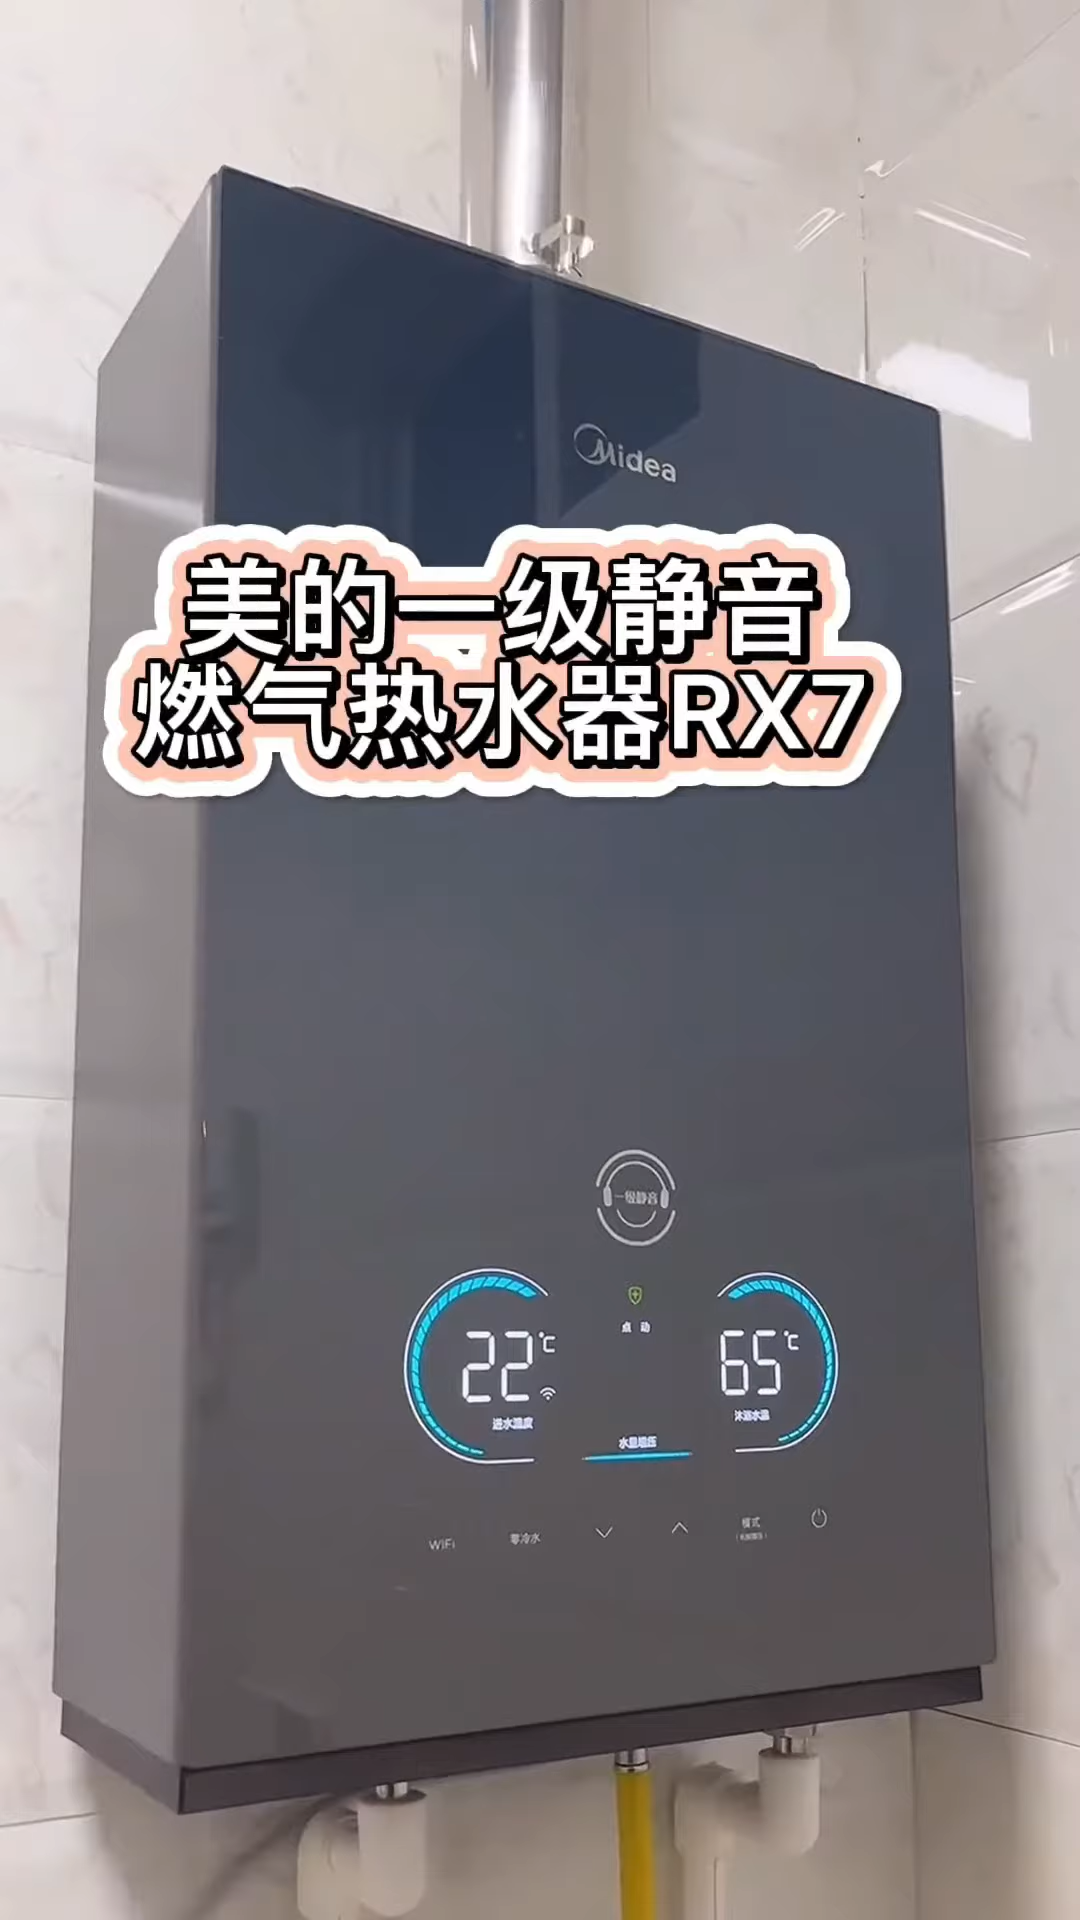 Midea
美的一级静音
燃气热水器RX7
一级静音
点 动
22℃
进水温度
65℃
沐浴水温
水量增压
WiFi
零冷水
模式